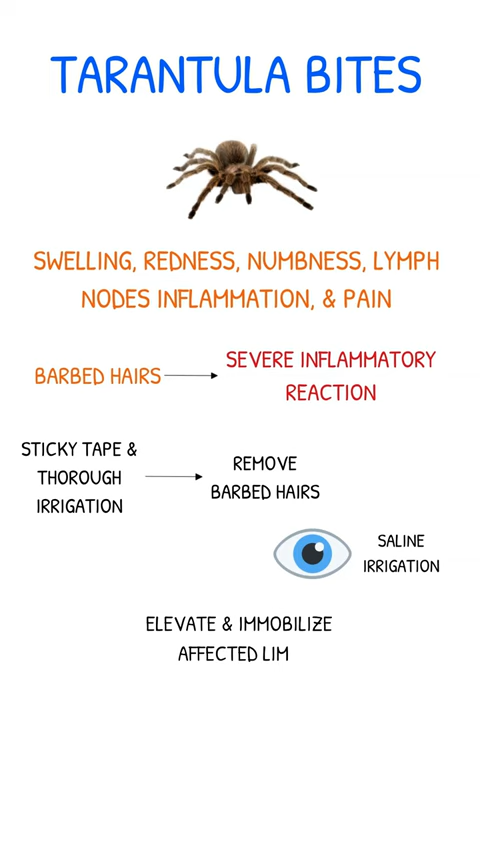 TARANTULA BITES
SWELLING, REDNESS, NUMBNESS, LYMPH
NODES INFLAMMATION, & PAIN
BARBED HAIRS
SEVERE INFLAMMATORY
REACTION
STICKY TAPE &
THOROUGH
IRRIGATION
REMOVE
BARBED HAIRS
SALINE
IRRIGATION
ELEVATE & IMMOBILIZE
AFFECTED LIM